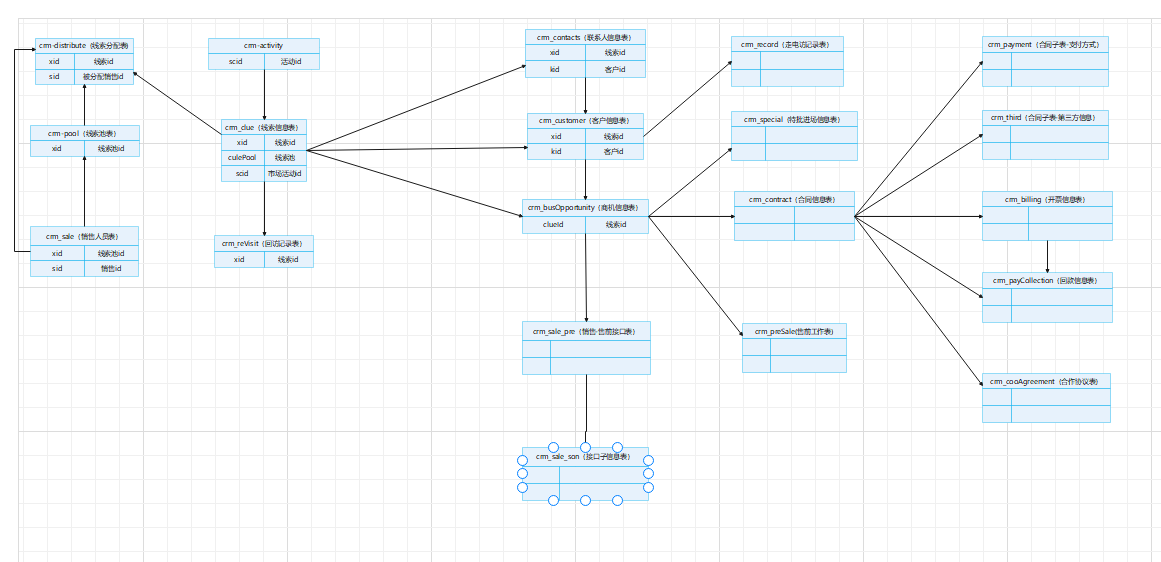 crm-distribute (线索分配表)
xid 线索id
sid 被分配销售id
crm-pool (线索池表)
xid 线索池id
crm_sale (销售人员表)
xid 线索池id
sid 销售id
crm-activity
scid 活动id
crm_clue (线索信息表)
xid 线索id
culePool 线索池
scid 市场活动id
crm_reVisit (回访记录表)
xid 线索id
crm_contacts (联系人信息表)
xid 线索id
kid 客户id
crm_customer (客户信息表)
xid 线索id
kid 客户id
crm_busOpportunity (商机信息表)
clueId 线索id
crm_sale_pre (销售-售前接口表)
crm_sale_son (接口子信息表)
crm_record (走电访记录表)
crm_special (特批进场信息表)
crm_contract (合同信息表)
crm_preSale(售前工作表)
crm_payment (合同子表-支付方式)
crm_third (合同子表-第三方信息)
crm_billing (开票信息表)
crm_payCollection (回款信息表)
crm_cooAgreement (合作协议表)